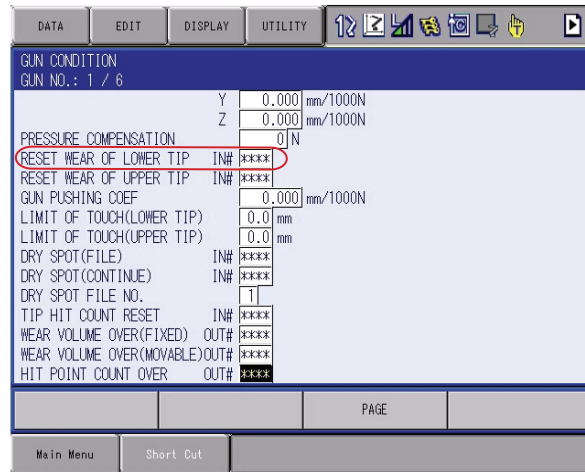 DATA EDIT DISPLAY UTILITY
GUN CONDITION
GUN NO.: 1 / 6
Y 0.000 mm/1000N
Z 0.000 mm/1000N
PRESSURE COMPENSATION 0 N
RESET WEAR OF LOWER TIP IN# ****
RESET WEAR OF UPPER TIP IN# ****
GUN PUSHING COEF 0.000 mm/1000N
LIMIT OF TOUCH(LOWER TIP) 0.0 mm
LIMIT OF TOUCH(UPPER TIP) 0.0 mm
DRY SPOT(FILE) IN# ****
DRY SPOT(CONTINUE) IN# ****
DRY SPOT FILE NO. 1
TIP HIT COUNT RESET IN# ****
WEAR VOLUME OVER(FIXED) OUT# ****
WEAR VOLUME OVER(MOVABLE)OUT# ****
HIT POINT COUNT OVER OUT# ****
PAGE
Main Menu Short Cut